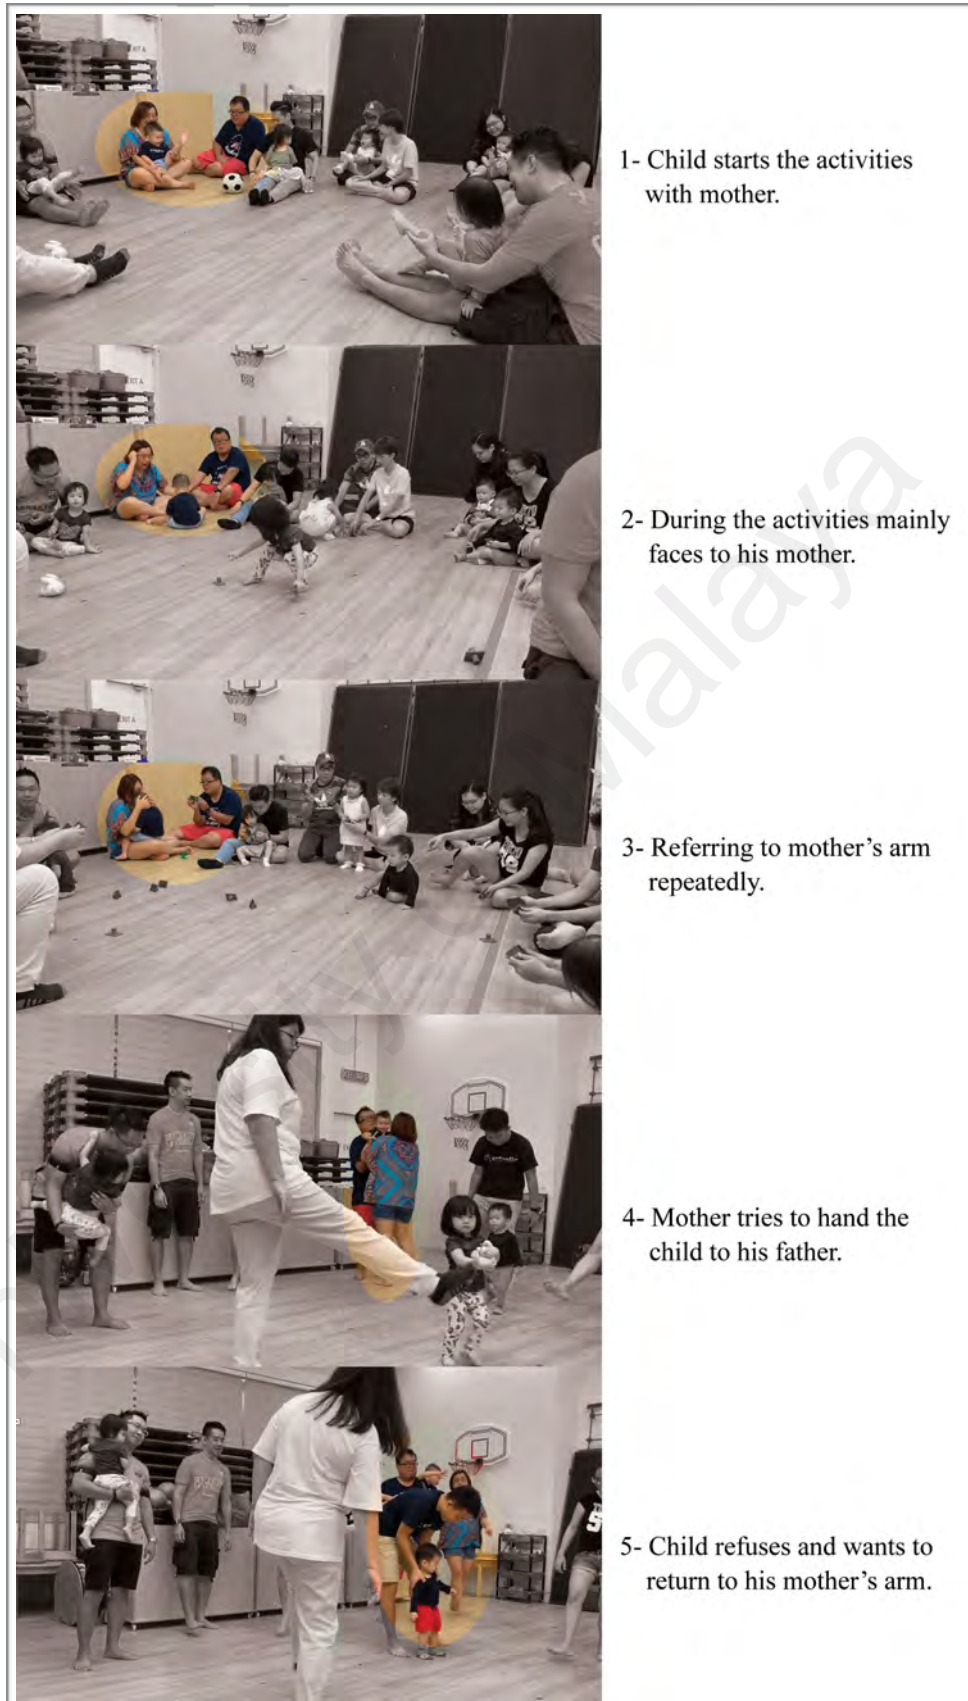 1- Child starts the activities
with mother.
2- During the activities mainly
faces to his mother.
3- Referring to mother’s arm
repeatedly.
4- Mother tries to hand the
child to his father.
5- Child refuses and wants to
return to his mother’s arm.
Malaya